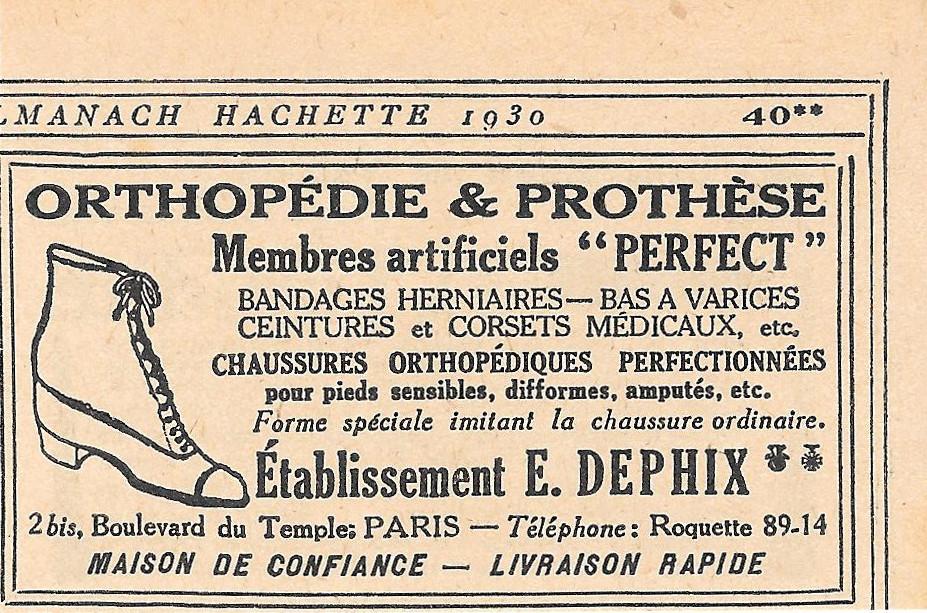 LMANACH HACHETTE 1930 40**
ORTHOPÉDIE & PROTHÈSE
Membres artificiels “PERFECT”
BANDAGES HERNIAIRES — BAS A VARICES
CEINTURES et CORSETS MÉDICAUX, etc.
CHAUSSURES ORTHOPÉDIQUES PERFECTIONNÉES
pour pieds sensibles, difformes, amputés, etc.
Forme spéciale imitant la chaussure ordinaire.
Établissement E. DEPHIX
2 bis, Boulevard du Temple; PARIS — Téléphone: Roquette 89-14
MAISON DE CONFIANCE — LIVRAISON RAPIDE